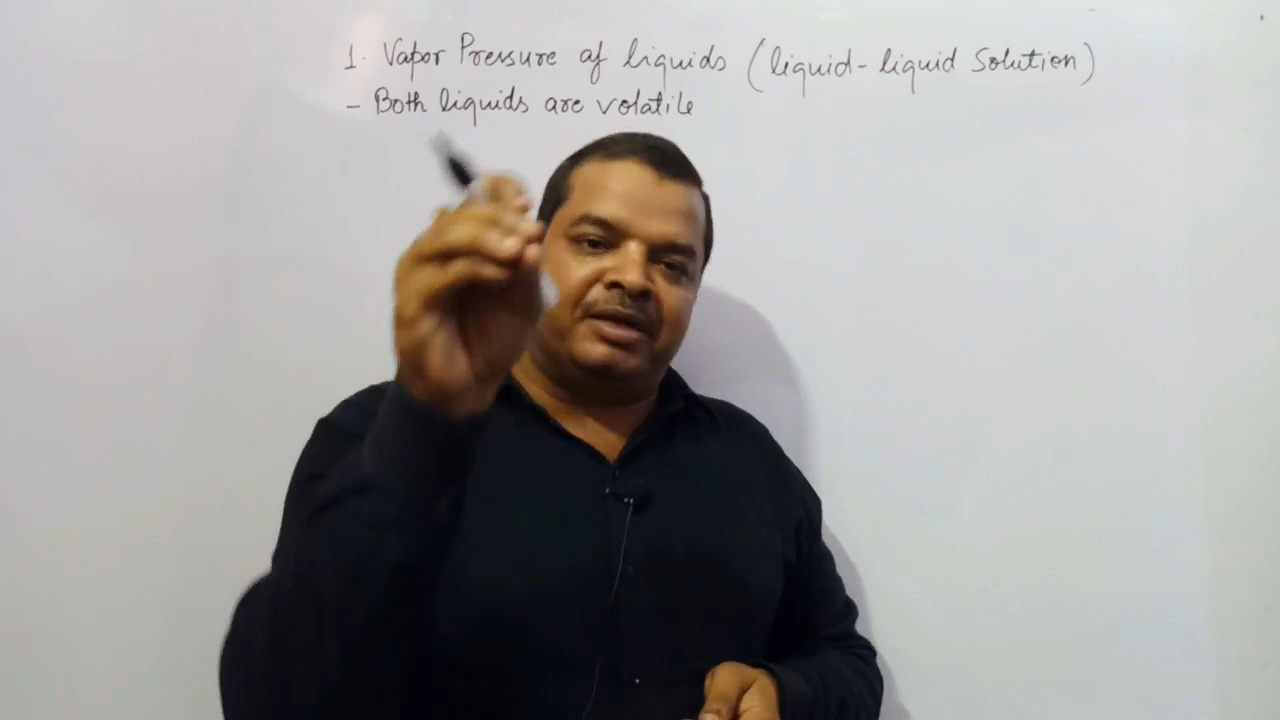 1. Vapor Pressure of liquids (liquid-liquid Solution)
- Both liquids are volatile